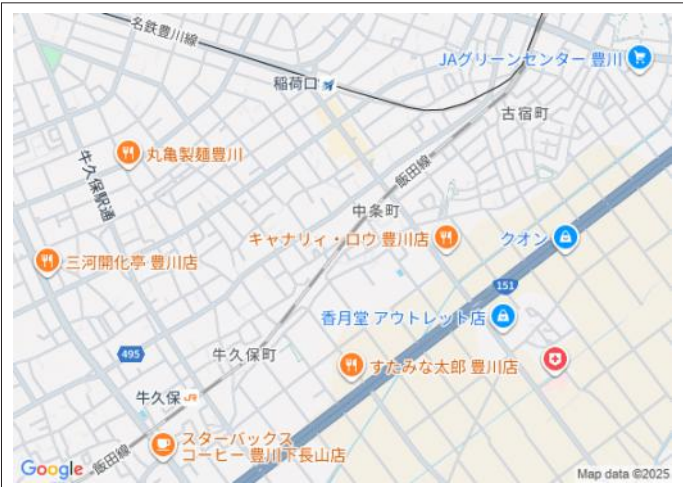 名鉄豊川線
JAグリーンセンター 豊川
稲荷口
古宿町
丸亀製麺豊川
飯田線
牛久保駅通
中条町
キャナリィ・ロウ 豊川店
クオン
三河開化亭 豊川店
151
香月堂 アウトレット店
495
牛久保町
すたみな太郎 豊川店
牛久保 JR
スターバックス
コーヒー 豊川下長山店
飯田線
Google
Map data ©2025